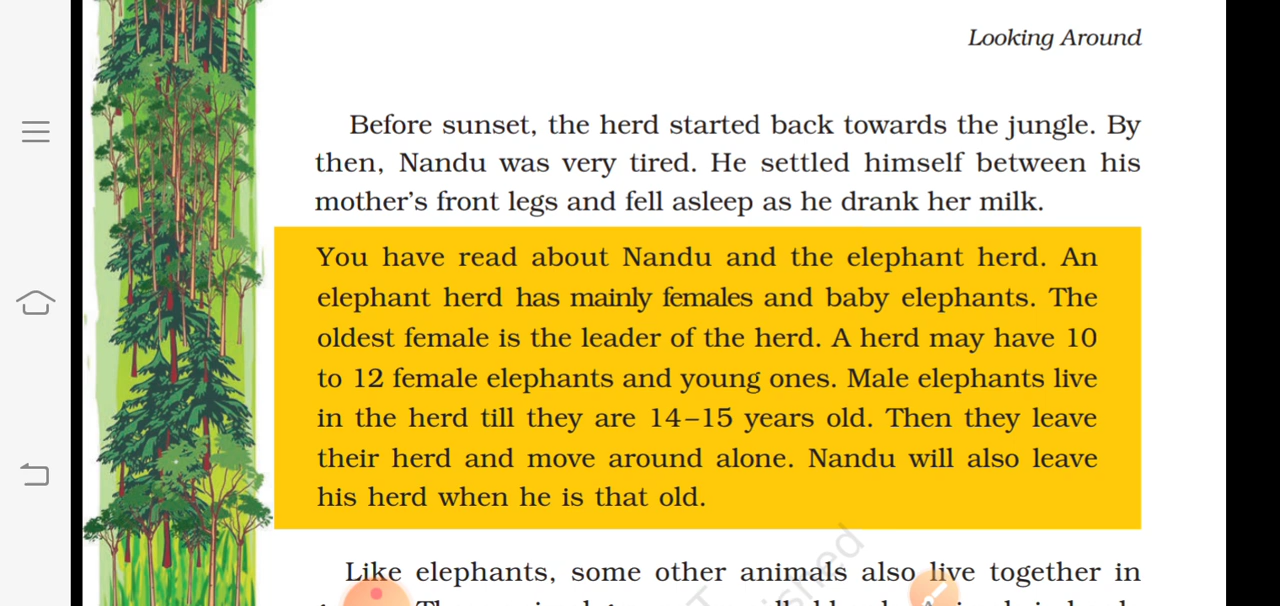 Looking Around
Before sunset, the herd started back towards the jungle. By
then, Nandu was very tired. He settled himself between his
mother’s front legs and fell asleep as he drank her milk.
You have read about Nandu and the elephant herd. An
elephant herd has mainly females and baby elephants. The
oldest female is the leader of the herd. A herd may have 10
to 12 female elephants and young ones. Male elephants live
in the herd till they are 14–15 years old. Then they leave
their herd and move around alone. Nandu will also leave
his herd when he is that old.
Like elephants, some other animals also live together in